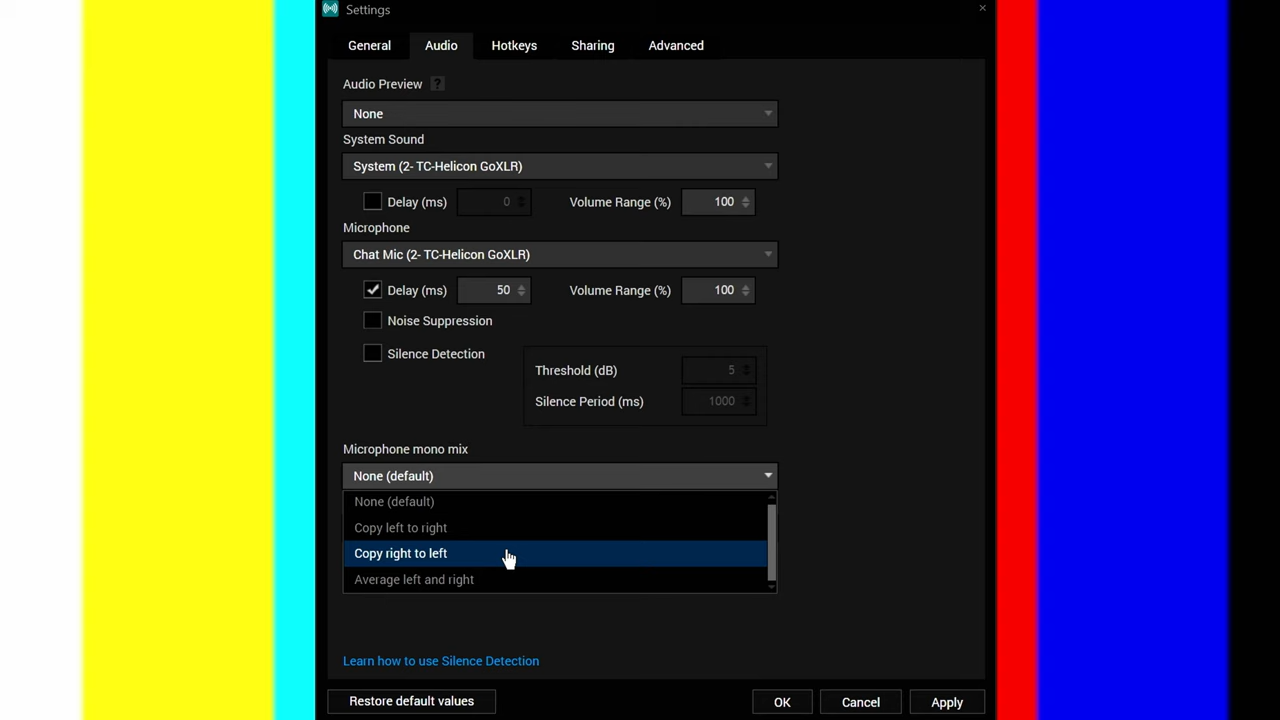 Settings
General Audio Hotkeys Sharing Advanced
Audio Preview ?
None
System Sound
System (2- TC-Helicon GoXLR)
Delay (ms) 0 Volume Range (%) 100
Microphone
Chat Mic (2- TC-Helicon GoXLR)
Delay (ms) 50 Volume Range (%) 100
Noise Suppression
Silence Detection
Threshold (dB) 5
Silence Period (ms) 1000
Microphone mono mix
None (default)
None (default)
Copy left to right
Copy right to left
Average left and right
Learn how to use Silence Detection
Restore default values OK Cancel Apply